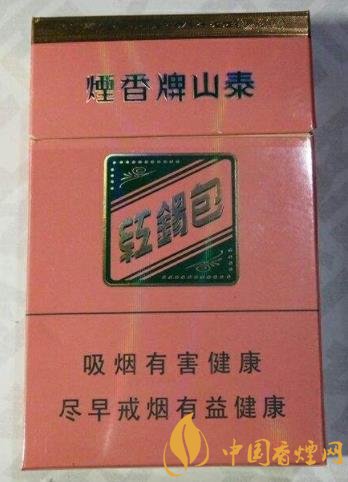 泰山牌香煙
紅錫包
吸烟有害健康
尽早戒烟有益健康
中国香烟网